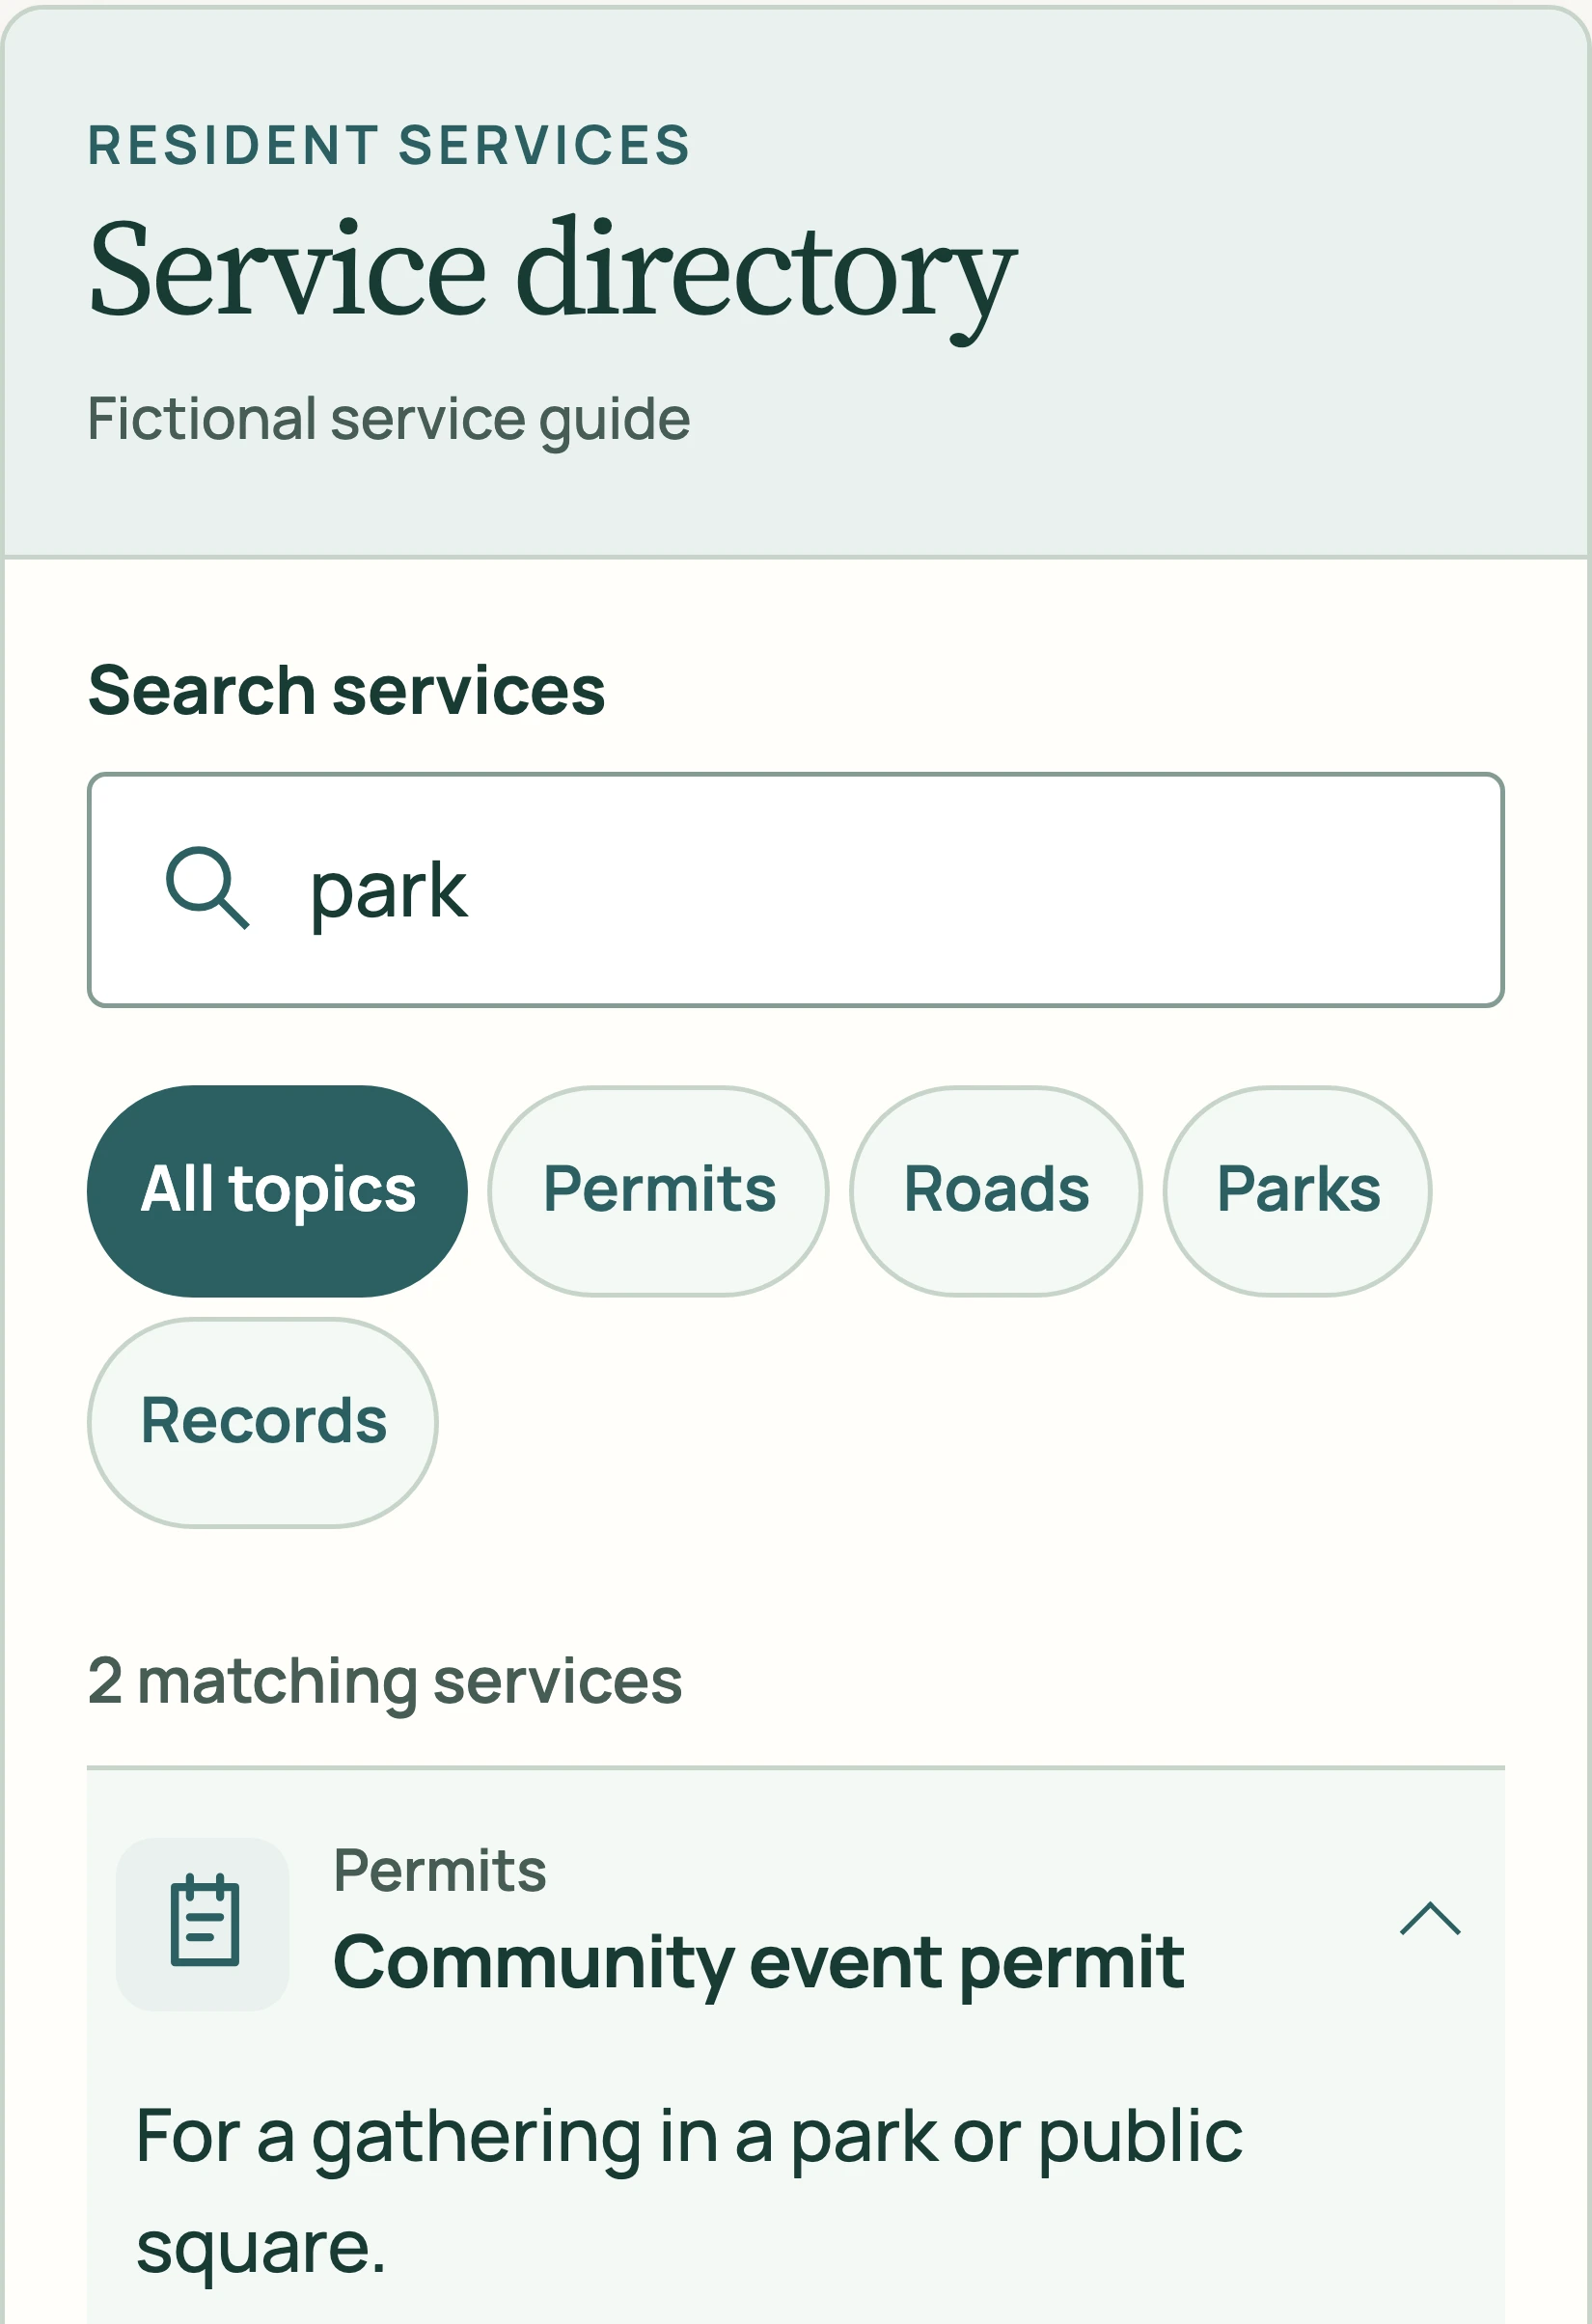 RESIDENT SERVICES
Service directory
Fictional service guide
Search services
park
All topics
Permits
Roads
Parks
Records
2 matching services
Permits
Community event permit
For a gathering in a park or public
square.